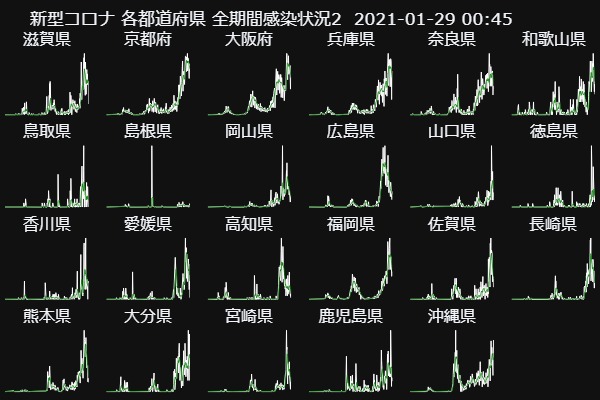 新型コロナ 各都道府県 全期間感染状況2 2021-01-29 00:45
滋賀県 京都府 大阪府 兵庫県 奈良県 和歌山県
鳥取県 島根県 岡山県 広島県 山口県 徳島県
香川県 愛媛県 高知県 福岡県 佐賀県 長崎県
熊本県 大分県 宮崎県 鹿児島県 沖縄県